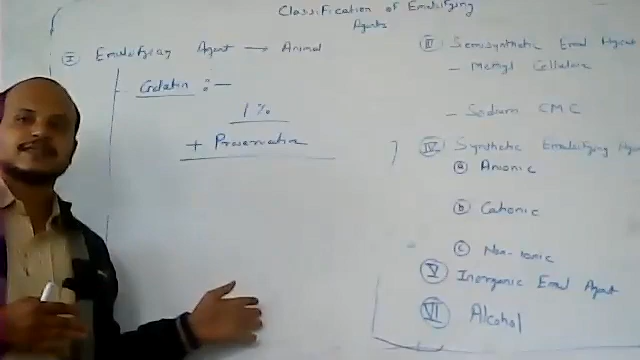 Classification of Emulsifying
Agents
I Emulsifying Agent → Animal
Gelatin :—
1%
+ Preservative
III Semisynthetic Emul Agent
- Methyl Cellulose
- Sodium CMC
IV Synthetic Emulsifying Agen
a Anionic
b Cationic
c Non-ionic
V Inorganic Emul Agent
VI Alcohol